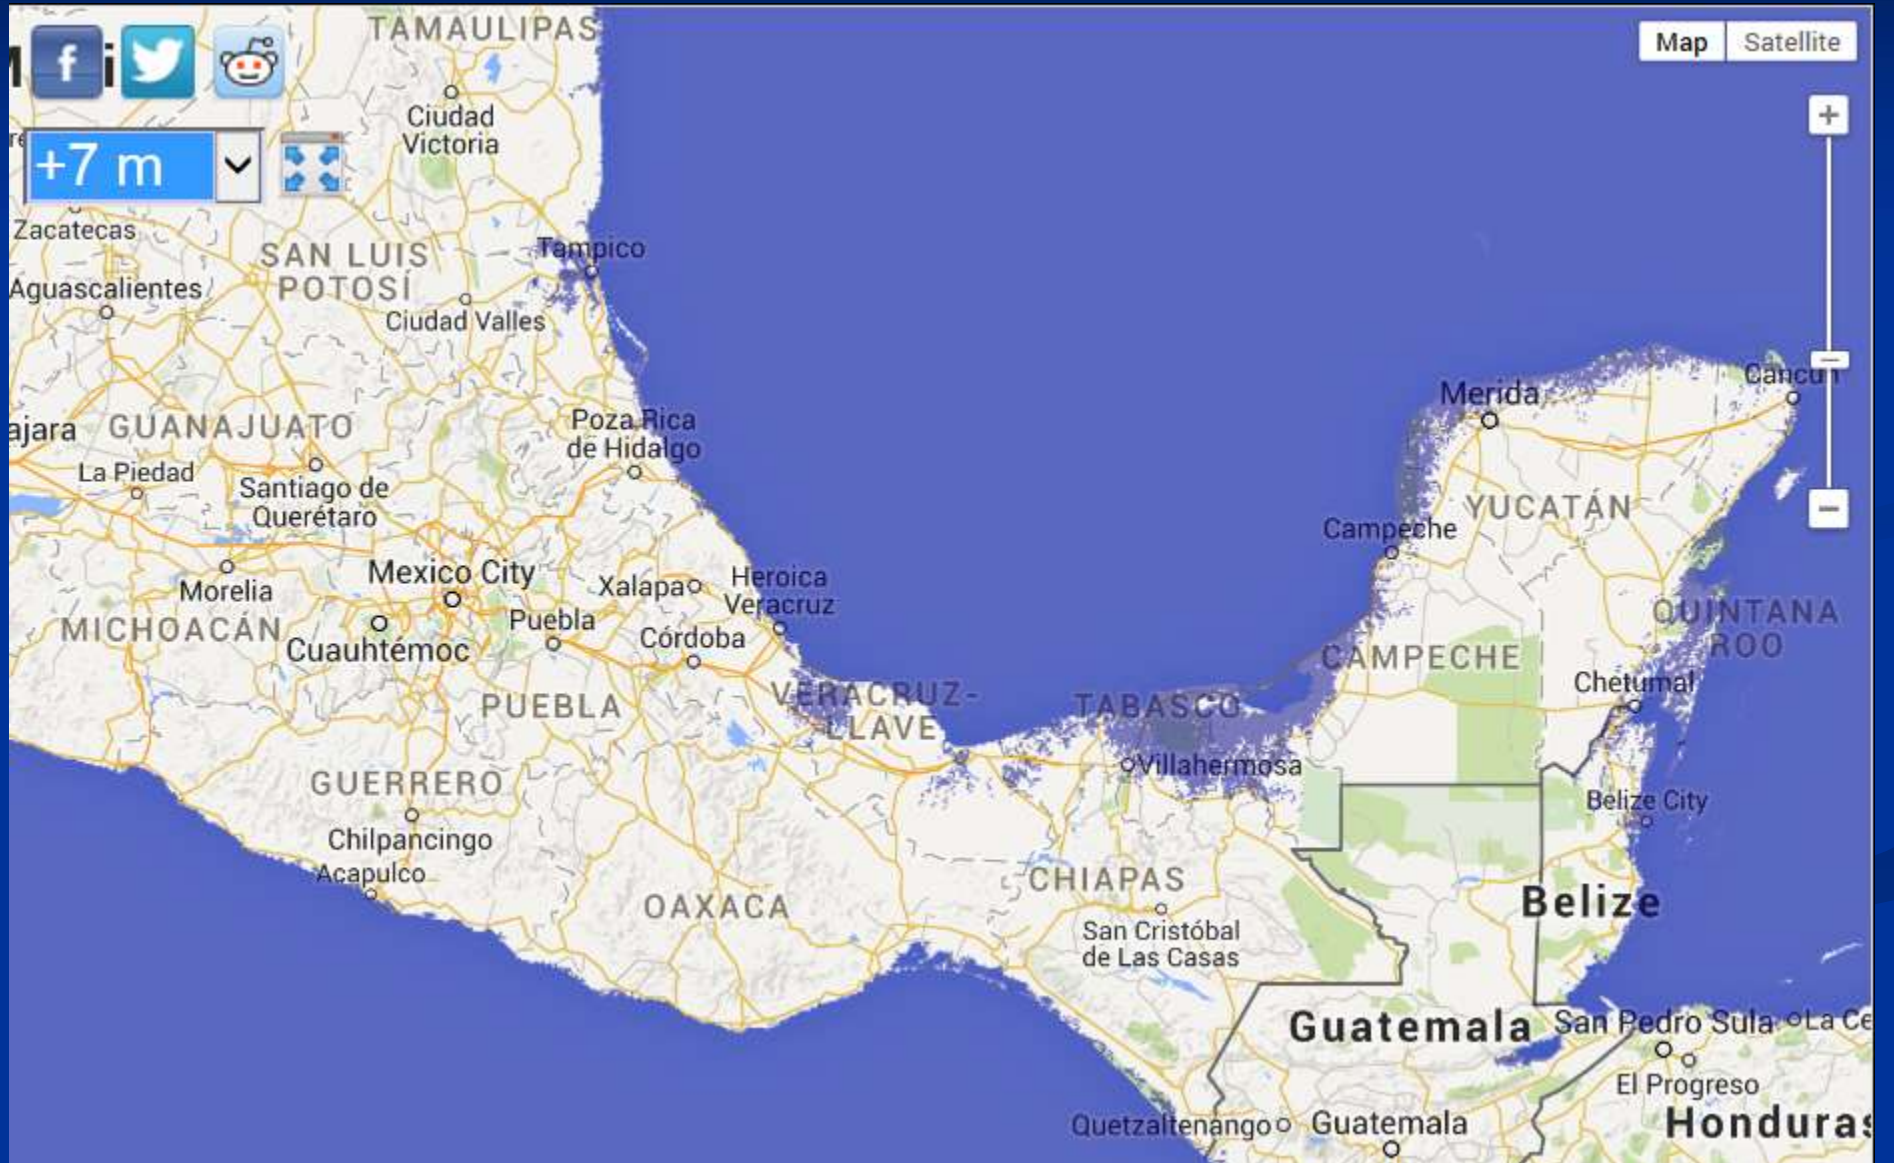 TAMAULIPAS
Map
Satellite
Ciudad
Victoria
+7 m
Zacatecas
SAN LUIS
POTOSÍ
Tampico
Aguascalientes
Ciudad Valles
Merida
Cancun
ajara
GUANAJUATO
Poza Rica
de Hidalgo
La Piedad
Santiago de
Querétaro
YUCATÁN
Campeche
Mexico City
Xalapa
Heroica
Veracruz
Morelia
MICHOACÁN
Cuauhtémoc
Puebla
Córdoba
QUINTANA
ROO
CAMPECHE
Chetumal
PUEBLA
VERACRUZ-
LLAVE
TABASCO
Villahermosa
GUERRERO
Belize City
Chilpancingo
Acapulco
OAXACA
CHIAPAS
Belize
San Cristóbal
de Las Casas
Guatemala
San Pedro Sula
La Ce
El Progreso
Quetzaltenango
Guatemala
Honduras